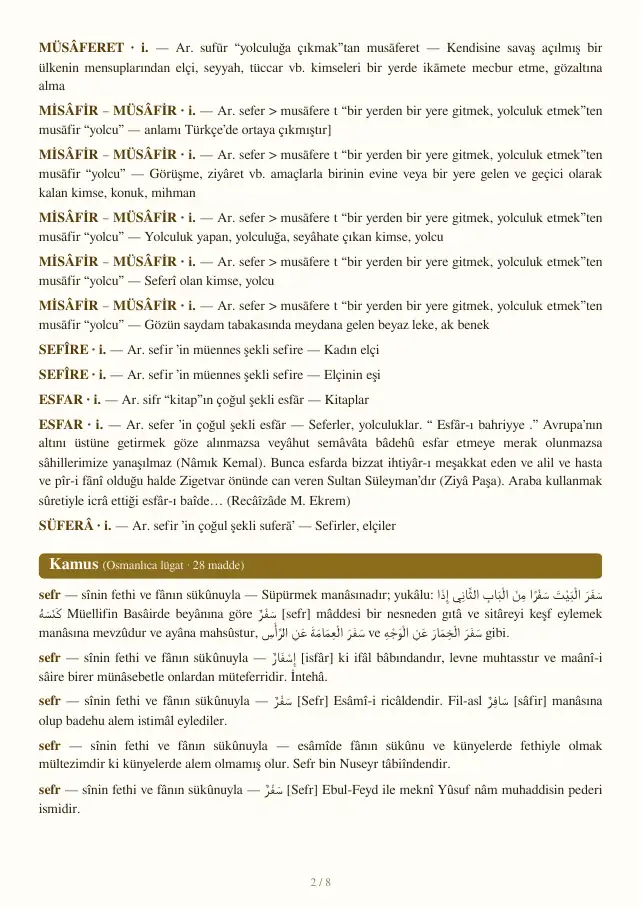 MÜSÂFERET · i. — Ar. sufūr “yolculuğa çıkmak”tan musāferet — Kendisine savaş açılmış bir
ülkenin mensuplarından elçi, seyyah, tüccar vb. kimseleri bir yerde ikāmete mecbur etme, gözaltına
alma
MİSÂFİR – MÜSÂFİR · i. — Ar. sefer > musāfere t “bir yerden bir yere gitmek, yolculuk etmek”ten
musāfir “yolcu” — anlamı Türkçe’de ortaya çıkmıştır]
MİSÂFİR – MÜSÂFİR · i. — Ar. sefer > musāfere t “bir yerden bir yere gitmek, yolculuk etmek”ten
musāfir “yolcu” — Görüşme, ziyâret vb. amaçlarla birinin evine veya bir yere gelen ve geçici olarak
kalan kimse, konuk, mihman
MİSÂFİR – MÜSÂFİR · i. — Ar. sefer > musāfere t “bir yerden bir yere gitmek, yolculuk etmek”ten
musāfir “yolcu” — Yolculuk yapan, yolculuğa, seyâhate çıkan kimse, yolcu
MİSÂFİR – MÜSÂFİR · i. — Ar. sefer > musāfere t “bir yerden bir yere gitmek, yolculuk etmek”ten
musāfir “yolcu” — Seferî olan kimse, yolcu
MİSÂFİR – MÜSÂFİR · i. — Ar. sefer > musāfere t “bir yerden bir yere gitmek, yolculuk etmek”ten
musāfir “yolcu” — Gözün saydam tabakasında meydana gelen beyaz leke, ak benek
SEFÎRE · i. — Ar. sefіr ’in müennes şekli sefіre — Kadın elçi
SEFÎRE · i. — Ar. sefіr ’in müennes şekli sefіre — Elçinin eşi
ESFAR · i. — Ar. sifr “kitap”ın çoğul şekli esfār — Kitaplar
ESFAR · i. — Ar. sefer ’in çoğul şekli esfār — Seferler, yolculuklar. “ Esfâr-ı bahriyye .” Avrupa’nın
altını üstüne getirmek göze alınmazsa veyâhut semâvâta bâdehû esfar etmeye merak olunmazsa
sâhillerimize yanaşılmaz (Nâmık Kemal). Bunca esfarda bizzat ihtiyâr-ı meşakkat eden ve alil ve hasta
ve pîr-i fânî olduğu halde Zigetvar önünde can veren Sultan Süleyman’dır (Ziyâ Paşa). Araba kullanmak
sûretiyle icrâ ettiği esfâr-ı baîde… (Recâîzâde M. Ekrem)
SÜFERÂ · i. — Ar. sefіr ’in çoğul şekli suferā’ — Sefirler, elçiler
Kamus (Osmanlıca lügat · 28 madde)
sefr — sînin fethi ve fânın sükûnuyla — Süpürmek manâsınadır; yukâlu: سَفَرَ الْبَيْتَ سَفْرًا مِنَ الْبَابِ الثَّانِي إِذَا
كَنَسَهُ Müellifin Basâirde beyânına göre سَفْرٌ [sefr] mâddesi bir nesneden gıtâ ve sitâreyi keşf eylemek
manâsına mevzûdur ve ayâna mahsûstur, سَفَرَ الْعِمَامَةَ عَنِ الرَّأْسِ ve سَفَرَ الْخِمَارَ عَنِ الْوَجْهِ gibi.
sefr — sînin fethi ve fânın sükûnuyla — إِسْفَارٌ [isfâr] ki ifâl bâbındandır, levne muhtasstır ve maânî-i
sâire birer münâsebetle onlardan müteferridir. İntehâ.
sefr — sînin fethi ve fânın sükûnuyla — سَفْرٌ [Sefr] Esâmî-i ricâldendir. Fil-asl سَافِرٌ [sâfir] manâsına
olup badehu alem istimâl eylediler.
sefr — sînin fethi ve fânın sükûnuyla — esâmîde fânın sükûnu ve künyelerde fethiyle olmak
mültezimdir ki künyelerde alem olmamış olur. Sefr bin Nuseyr tâbiîndendir.
sefr — sînin fethi ve fânın sükûnuyla — سَفْرٌ [Sefr] Ebul-Feyd ile meknî Yûsuf nâm muhaddisin pederi
ismidir.
2 / 8